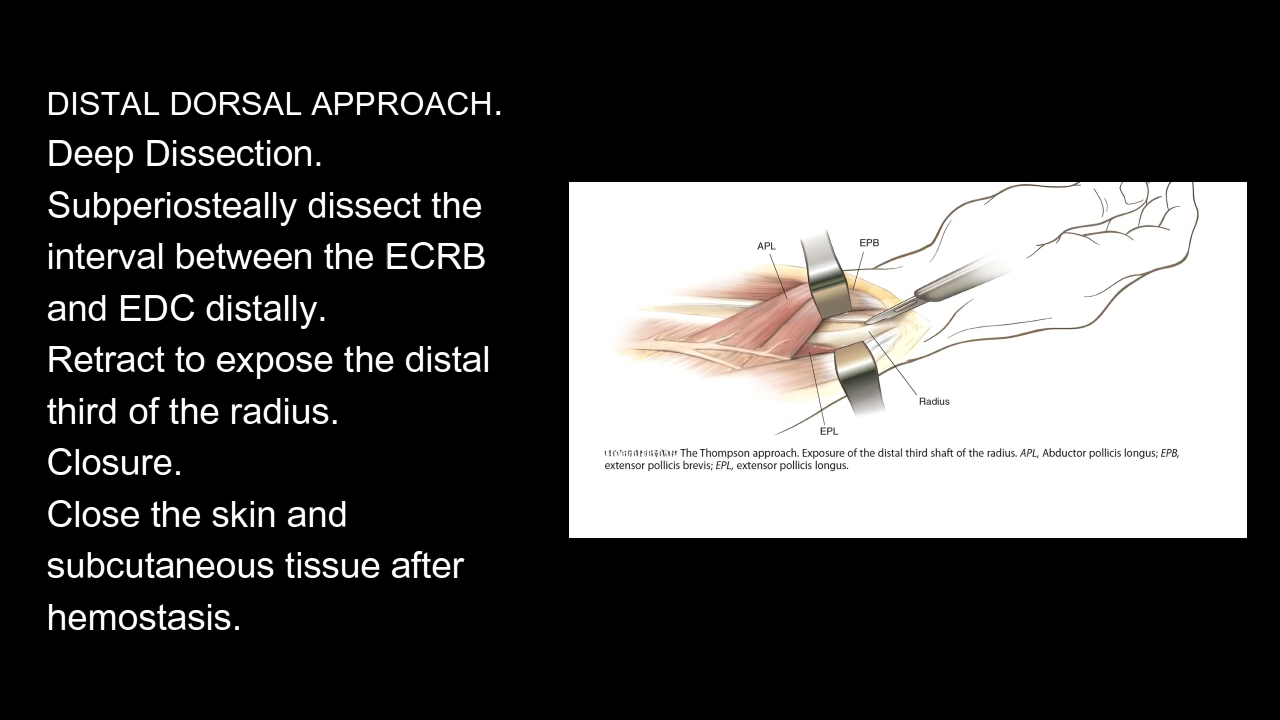 DISTAL DORSAL APPROACH.
Deep Dissection.
Subperiosteally dissect the
interval between the ECRB
and EDC distally.
Retract to expose the distal
third of the radius.
Closure.
Close the skin and
subcutaneous tissue after
hemostasis.
APL
EPB
Radius
EPL
The Thompson approach. Exposure of the distal third shaft of the radius. APL, Abductor pollicis longus; EPB,
extensor pollicis brevis; EPL, extensor pollicis longus.